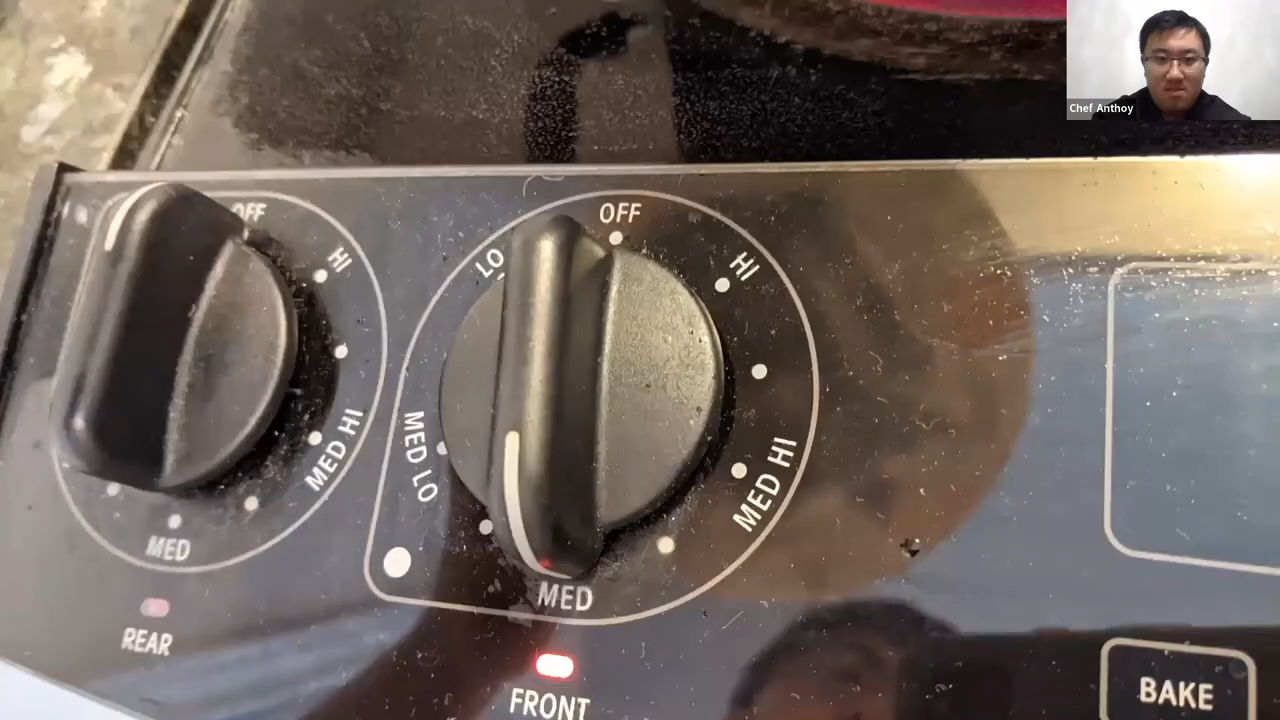 Chef Anthoy
OFF
HI
MED HI
MED
REAR
OFF
LO
HI
MED LO
MED HI
MED
FRONT
BAKE